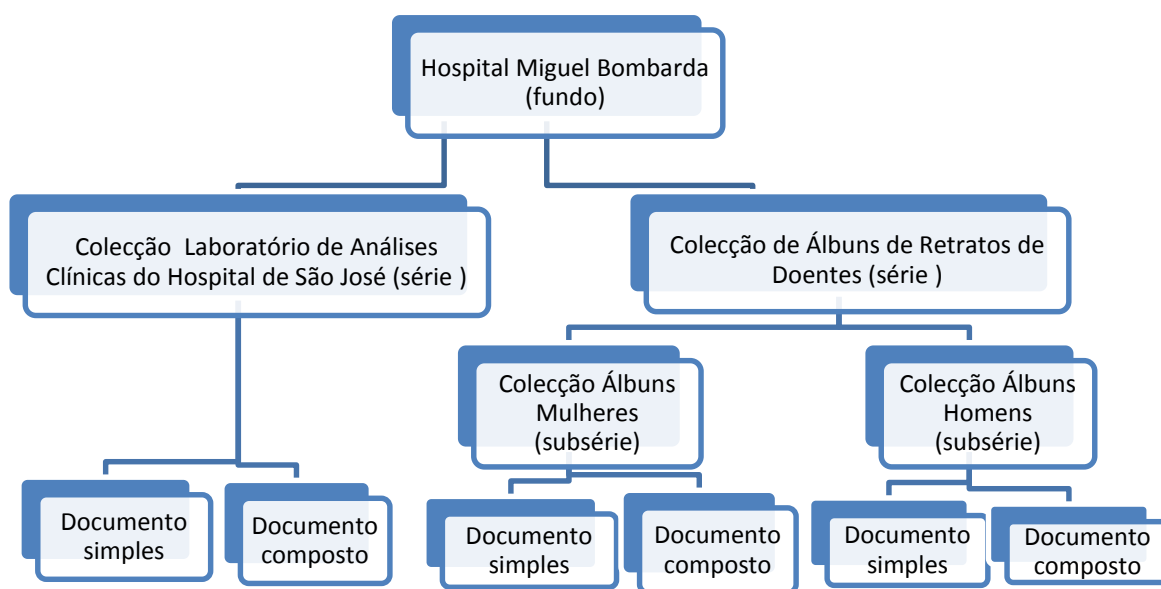 Hospital Miguel Bombarda
(fundo)
Colecção Laboratório de Análises
Clínicas do Hospital de São José (série )
Colecção de Álbuns de Retratos de
Doentes (série )
Colecção Álbuns
Mulheres
(subsérie)
Colecção Álbuns
Homens
(subsérie)
Documento
simples
Documento
composto
Documento
simples
Documento
composto
Documento
simples
Documento
composto